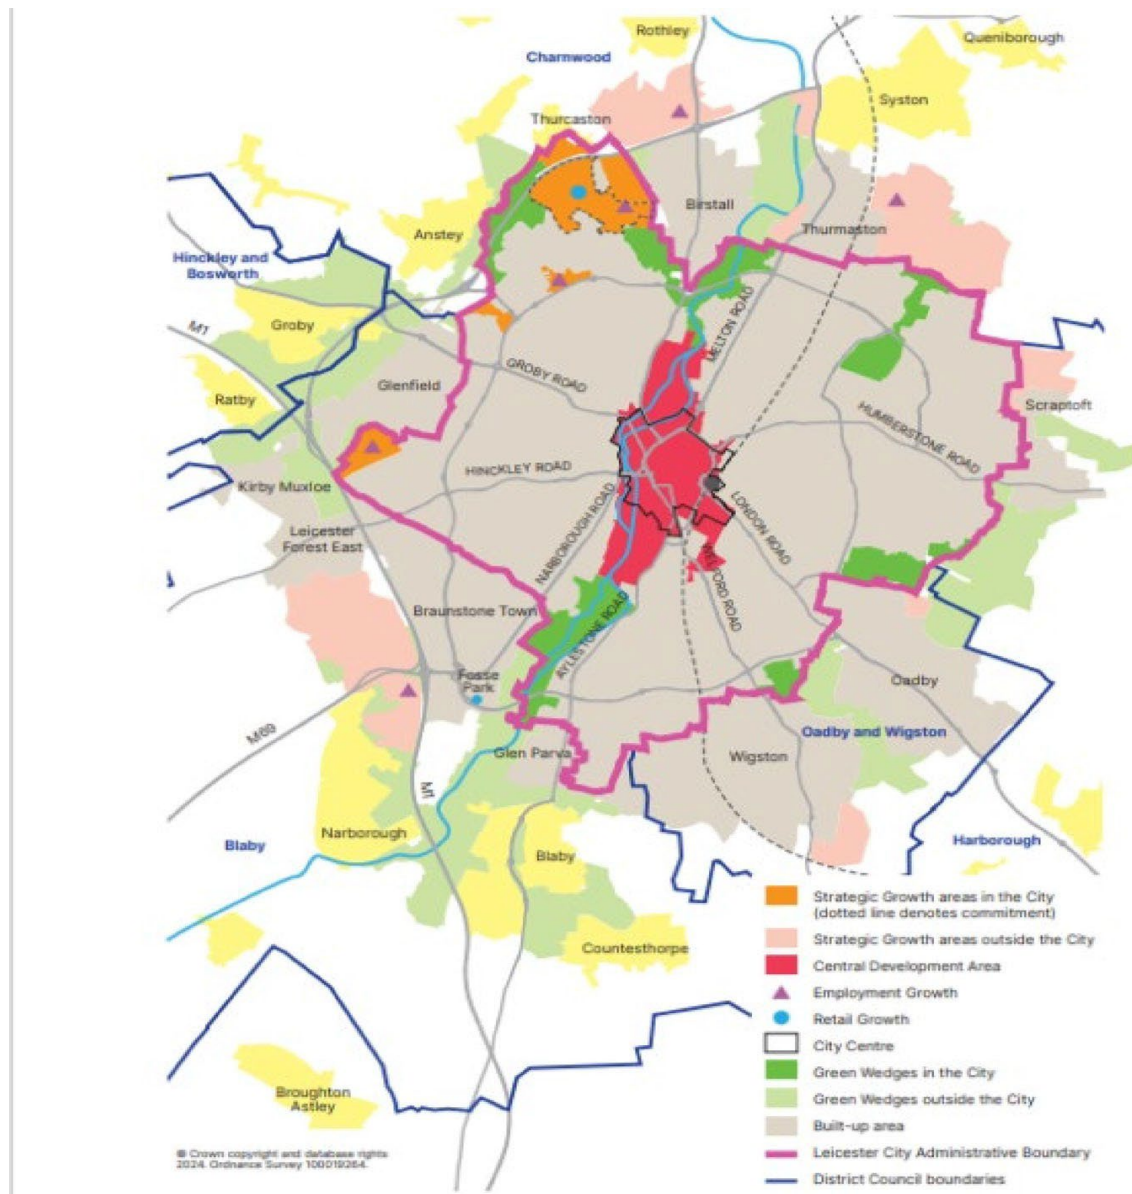 Rothley
Queniborough
Charnwood
Syston
Thurcaston
Birstall
Anstey
Thurmaston
Hinckley and
Bosworth
M1
Groby
MELTON ROAD
GROBY ROAD
Glenfield
Ratby
Scraptoft
HUMBERSTONE ROAD
HINCKLEY ROAD
Kirby Muxloe
NARBOROUGH ROAD
LONDON ROAD
Leicester
Forest East
WELFORD ROAD
Braunstone Town
AYLESTONE ROAD
Fosse
Park
Oadby
M69
Oadby and Wigston
Glen Parva
Wigston
M1
Narborough
Blaby
Blaby
Harborough
Countesthorpe
Broughton
Astley
Strategic Growth areas in the City
(dotted line denotes commitment)
Strategic Growth areas outside the City
Central Development Area
Employment Growth
Retail Growth
City Centre
Green Wedges in the City
Green Wedges outside the City
Built-up area
Leicester City Administrative Boundary
District Council boundaries
© Crown copyright and database rights
2024. Ordnance Survey 100019264.